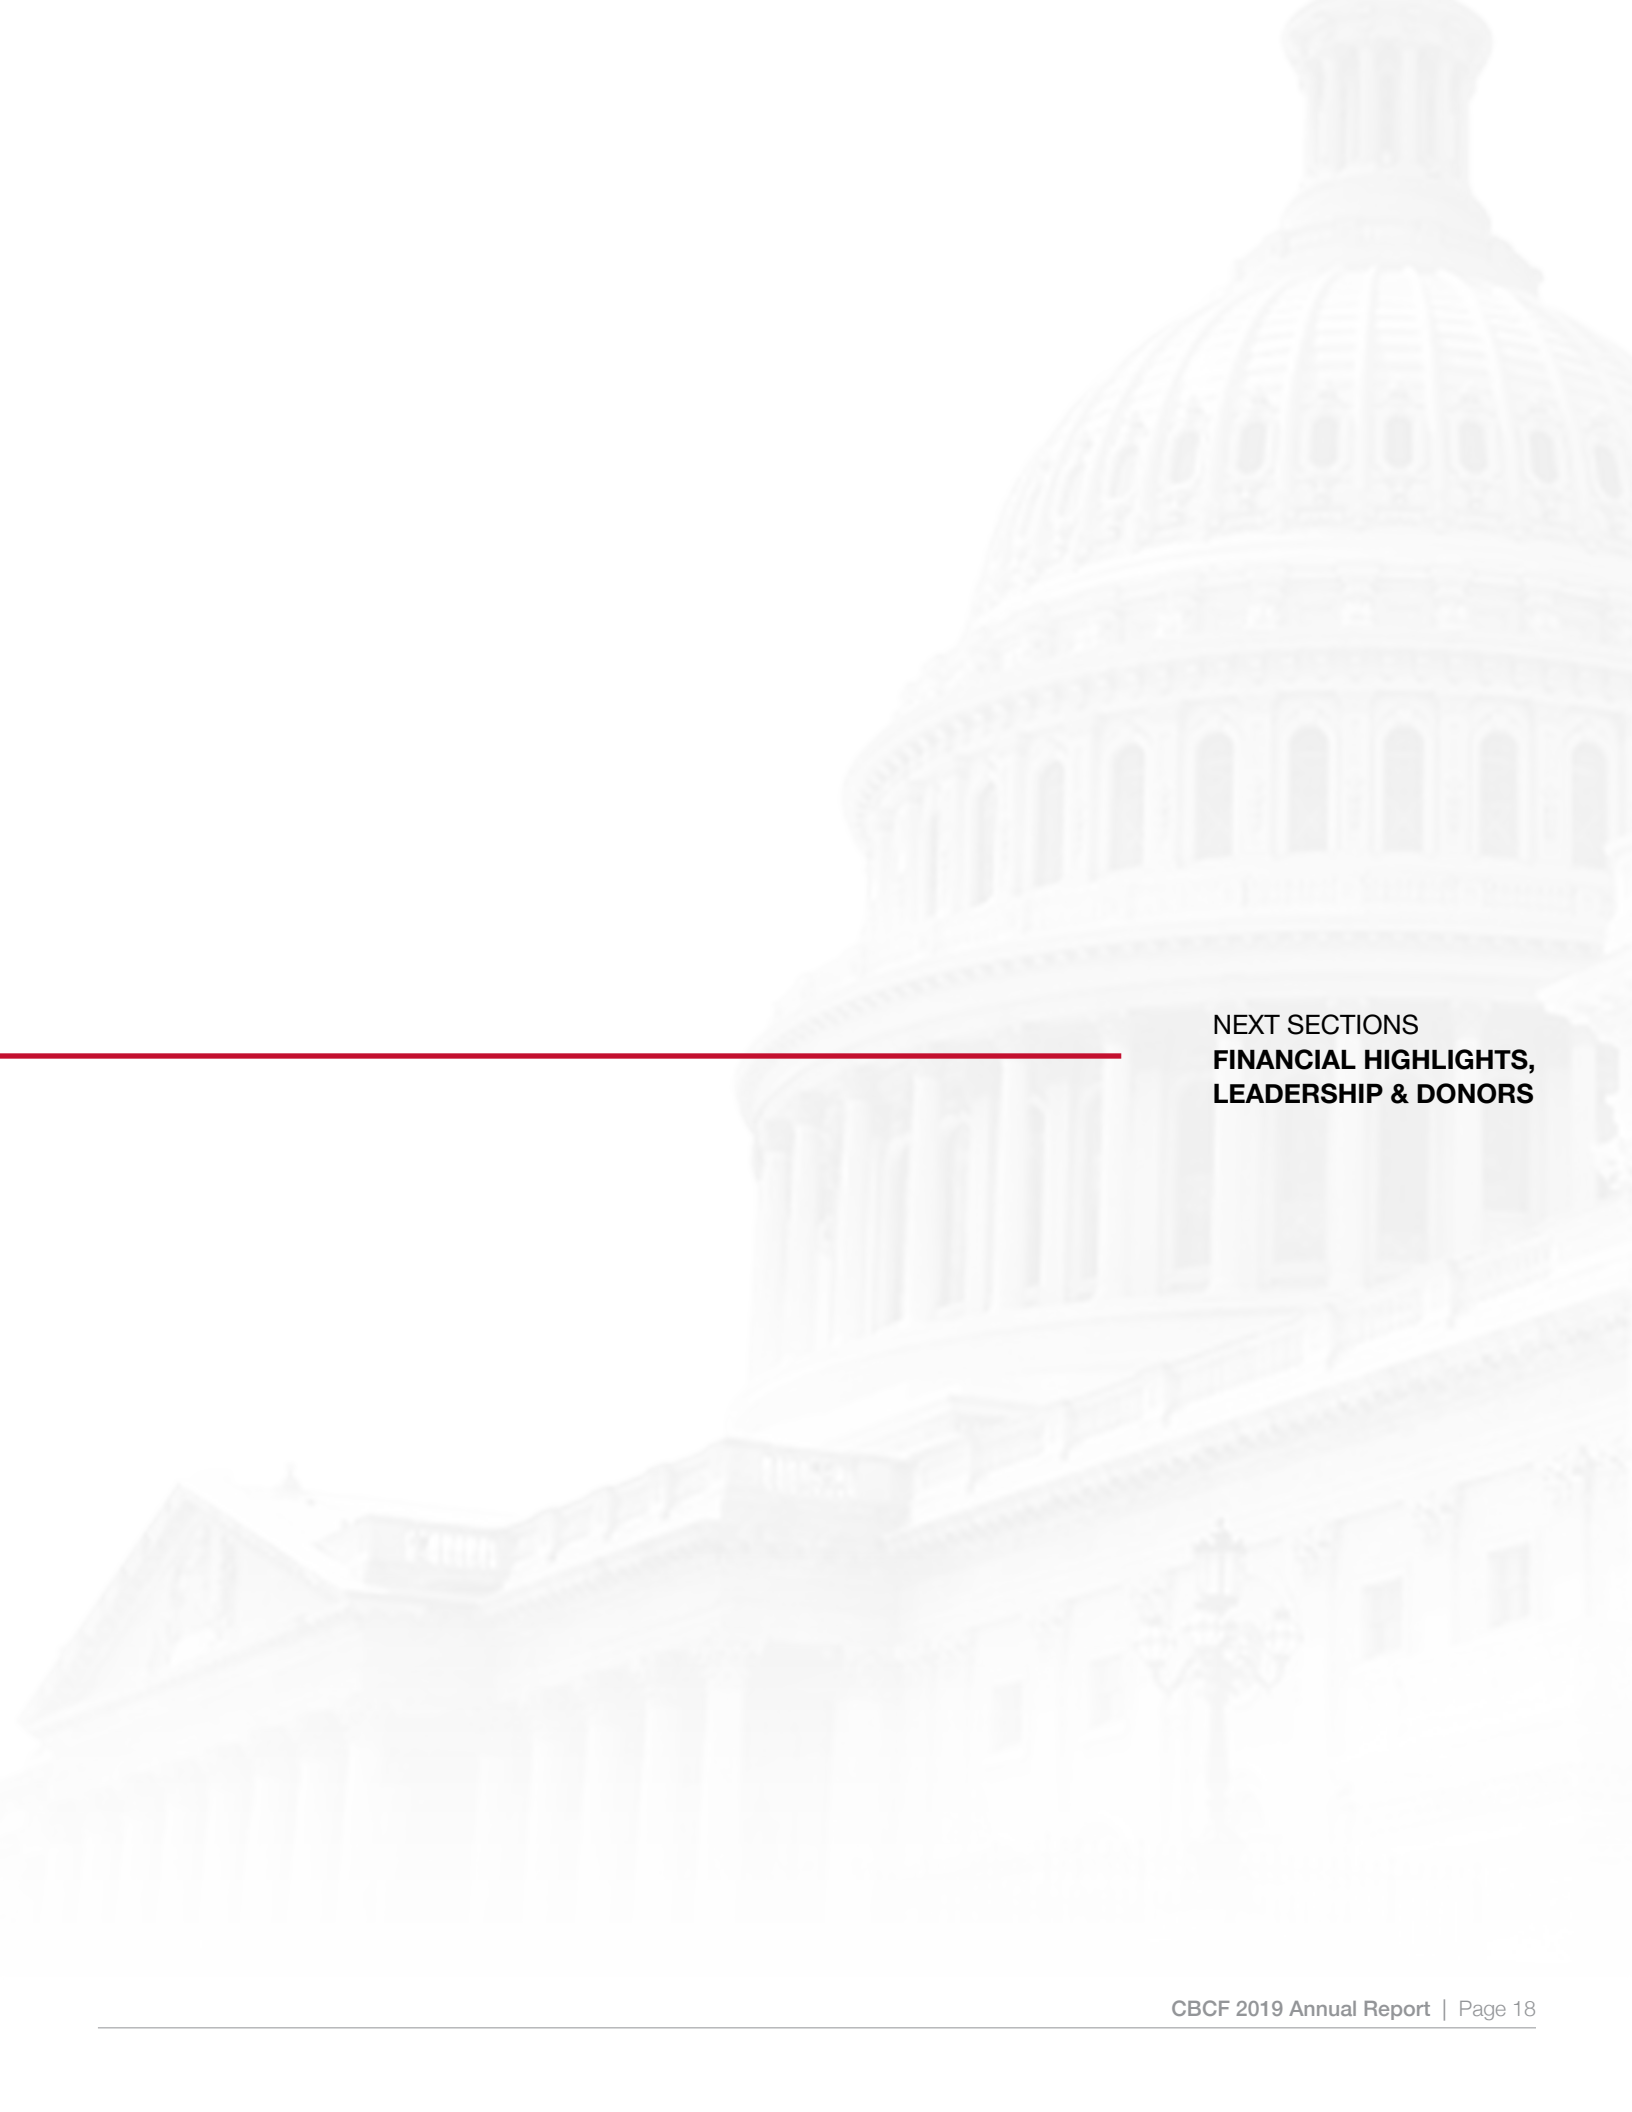 NEXT SECTIONS
FINANCIAL HIGHLIGHTS,
LEADERSHIP & DONORS
CBCF 2019 Annual Report | Page 18